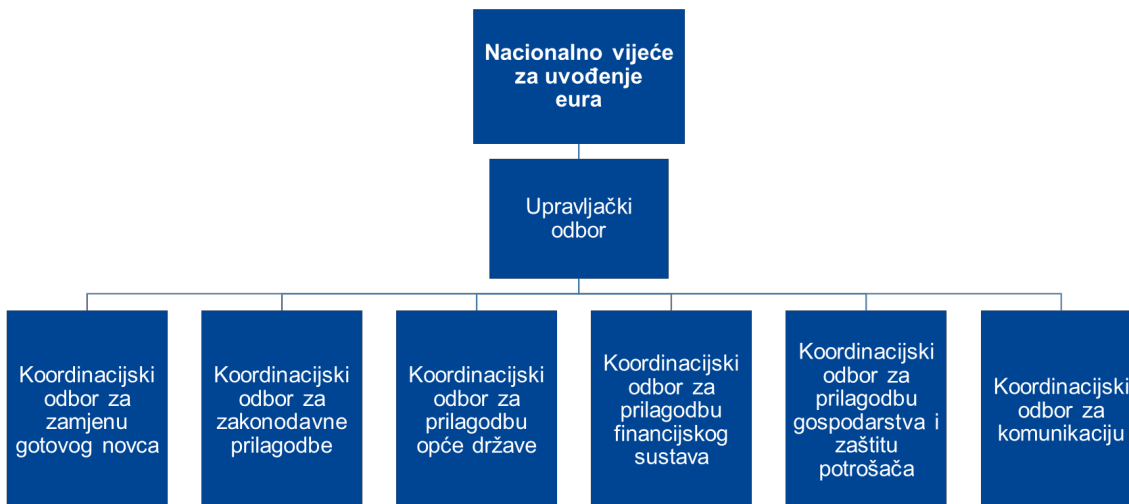 Nacionalno vijeće
za uvođenje
eura
Upravljački
odbor
Koordinacijski
odbor za
zamjenu
gotovog novca
Koordinacijski
odbor za
zakonodavne
prilagodbe
Koordinacijski
odbor za
prilagodbu
opće države
Koordinacijski
odbor za
prilagodbu
financijskog
sustava
Koordinacijski
odbor za
prilagodbu
gospodarstva i
zaštitu
potrošača
Koordinacijski
odbor za
komunikaciju